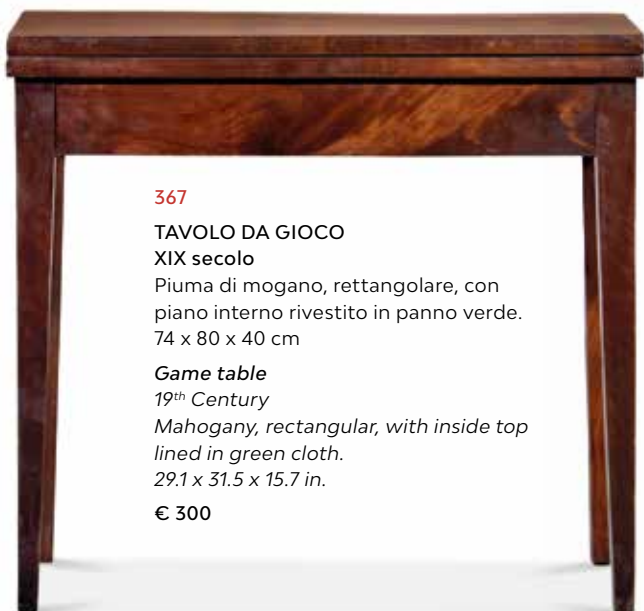 367
TAVOLO DA GIOCO
XIX secolo
Piuma di mogano, rettangolare, con
piano interno rivestito in panno verde.
74 x 80 x 40 cm
Game table
19th Century
Mahogany, rectangular, with inside top
lined in green cloth.
29.1 x 31.5 x 15.7 in.
€ 300